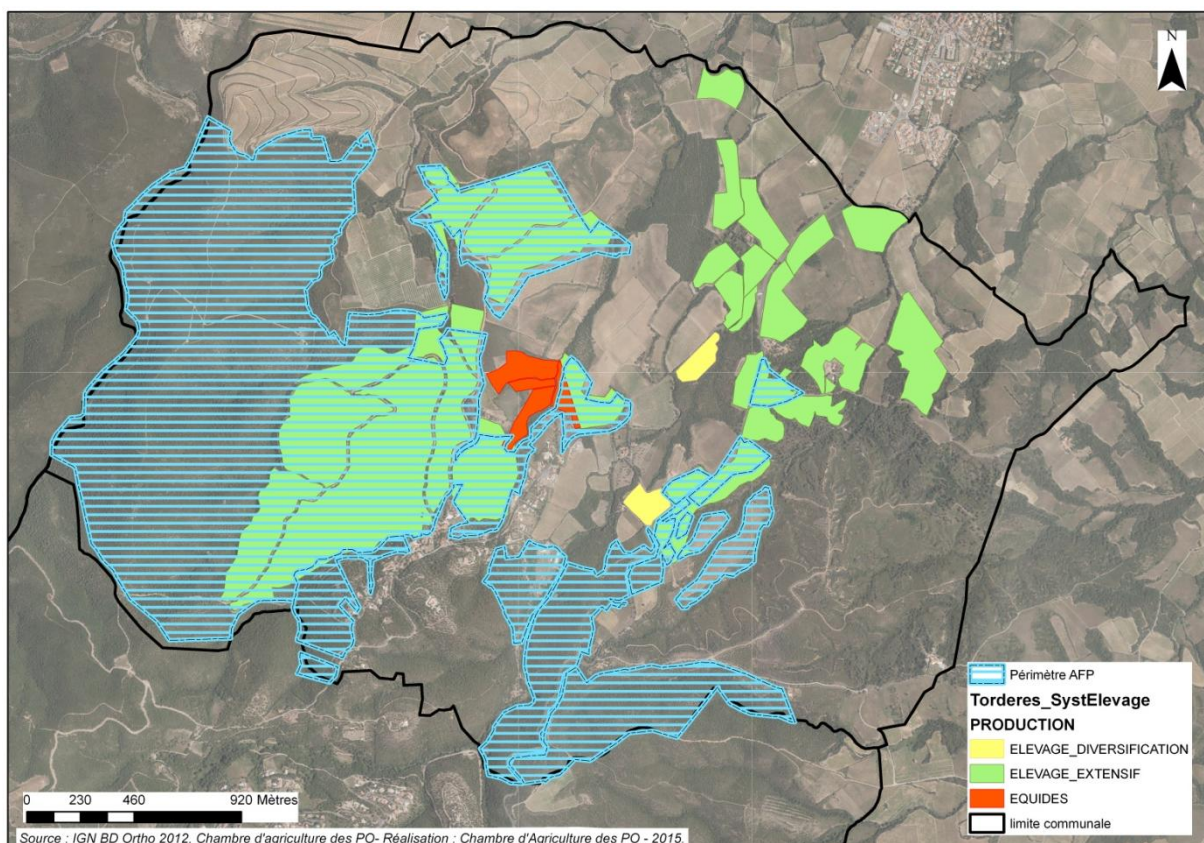 N
Périmètre AFP
Torderes_SystElevage
PRODUCTION
ELEVAGE_DIVERSIFICATION
ELEVAGE_EXTENSIF
EQUIDES
limite communale
0 230 460 920 Mètres
Source : IGN BD Ortho 2012, Chambre d'agriculture des PO- Réalisation : Chambre d'Agriculture des PO - 2015.